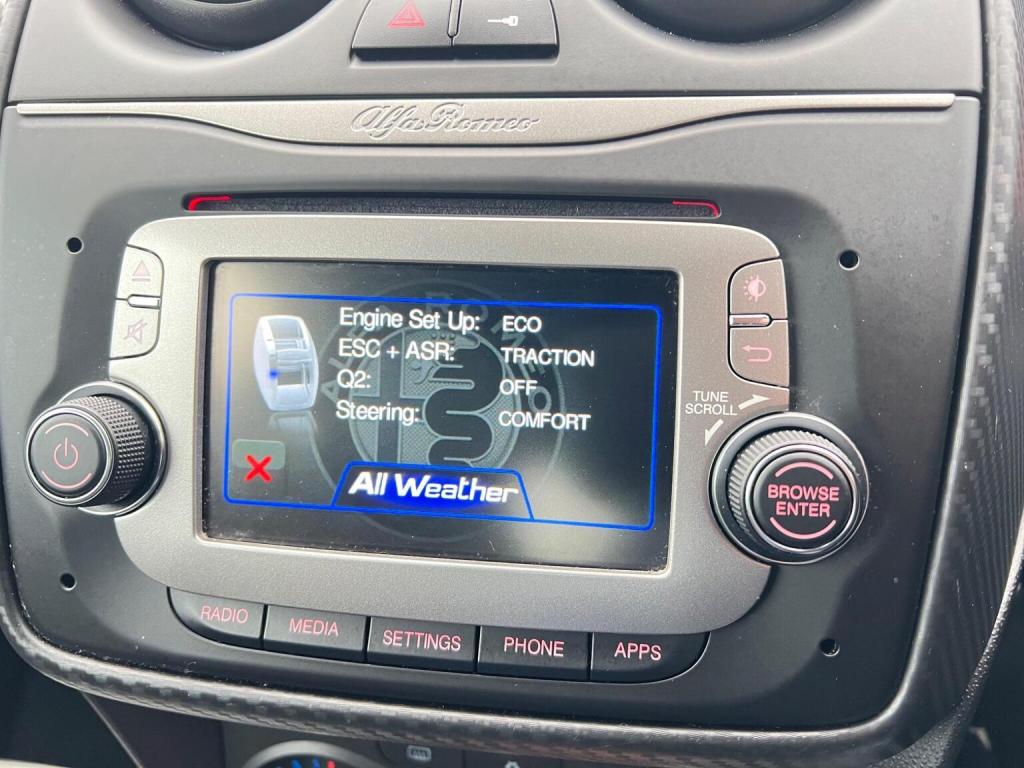 Alfa Romeo
Engine Set Up: ECO
ESC + ASR: TRACTION
Q2: OFF
Steering: COMFORT
All Weather
TUNE
SCROLL
BROWSE
ENTER
RADIO
MEDIA
SETTINGS
PHONE
APPS